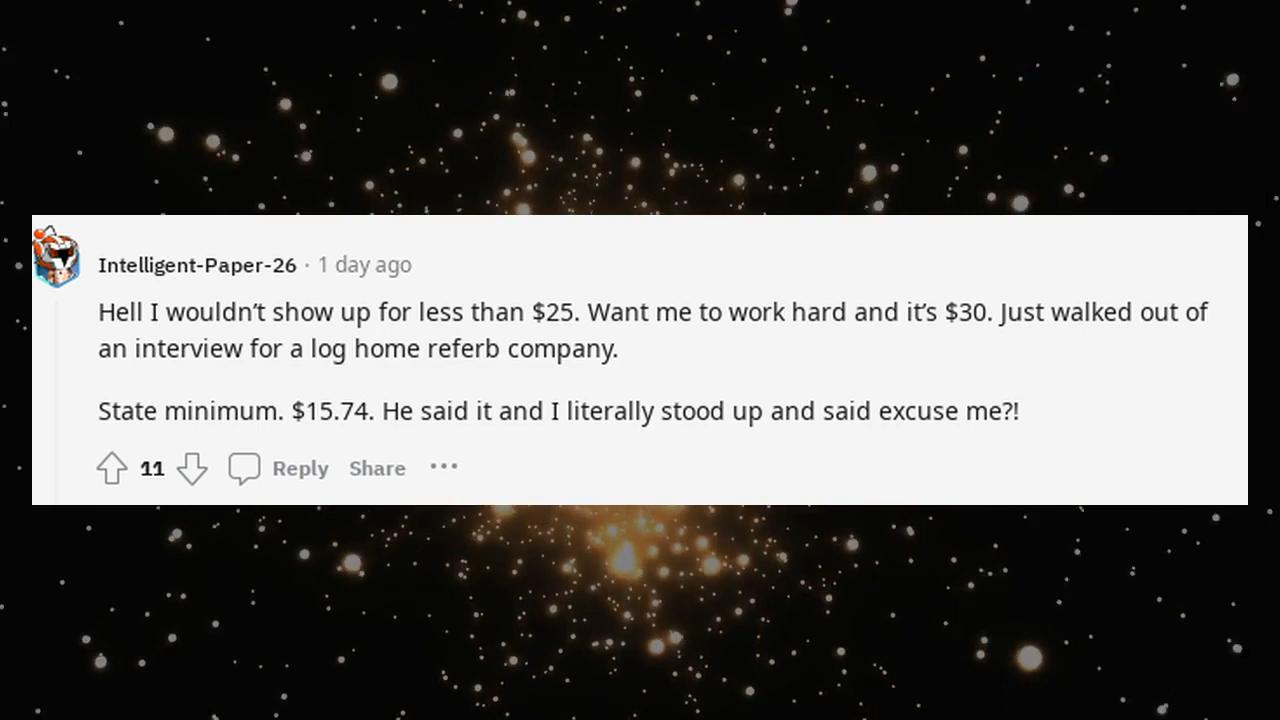 Intelligent-Paper-26 · 1 day ago
Hell I wouldn’t show up for less than $25. Want me to work hard and it’s $30. Just walked out of
an interview for a log home referb company.
State minimum. $15.74. He said it and I literally stood up and said excuse me?!
11 Reply Share •••